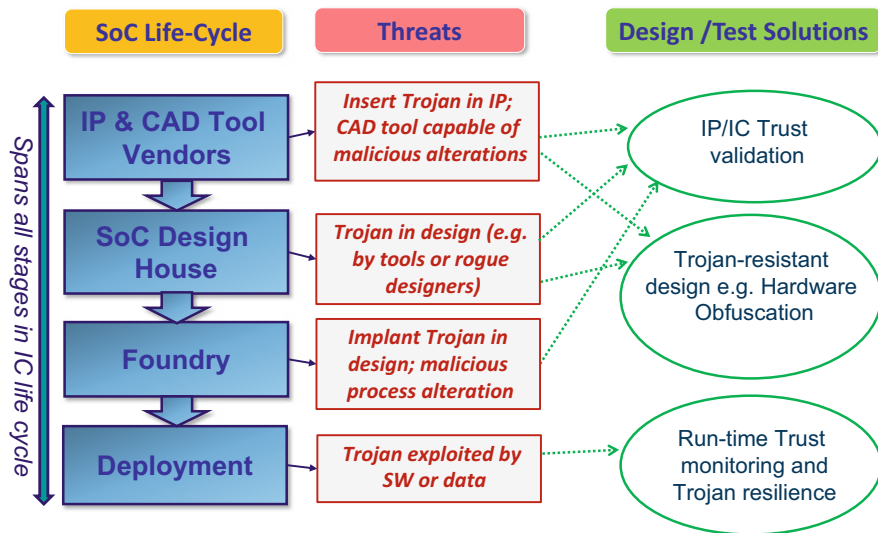 SoC Life-Cycle
Threats
Design /Test Solutions
Spans all stages in IC life cycle
IP & CAD Tool
Vendors
Insert Trojan in IP;
CAD tool capable of
malicious alterations
IP/IC Trust
validation
SoC Design
House
Trojan in design (e.g.
by tools or rogue
designers)
Trojan-resistant
design e.g. Hardware
Obfuscation
Foundry
Implant Trojan in
design; malicious
process alteration
Deployment
Trojan exploited by
SW or data
Run-time Trust
monitoring and
Trojan resilience